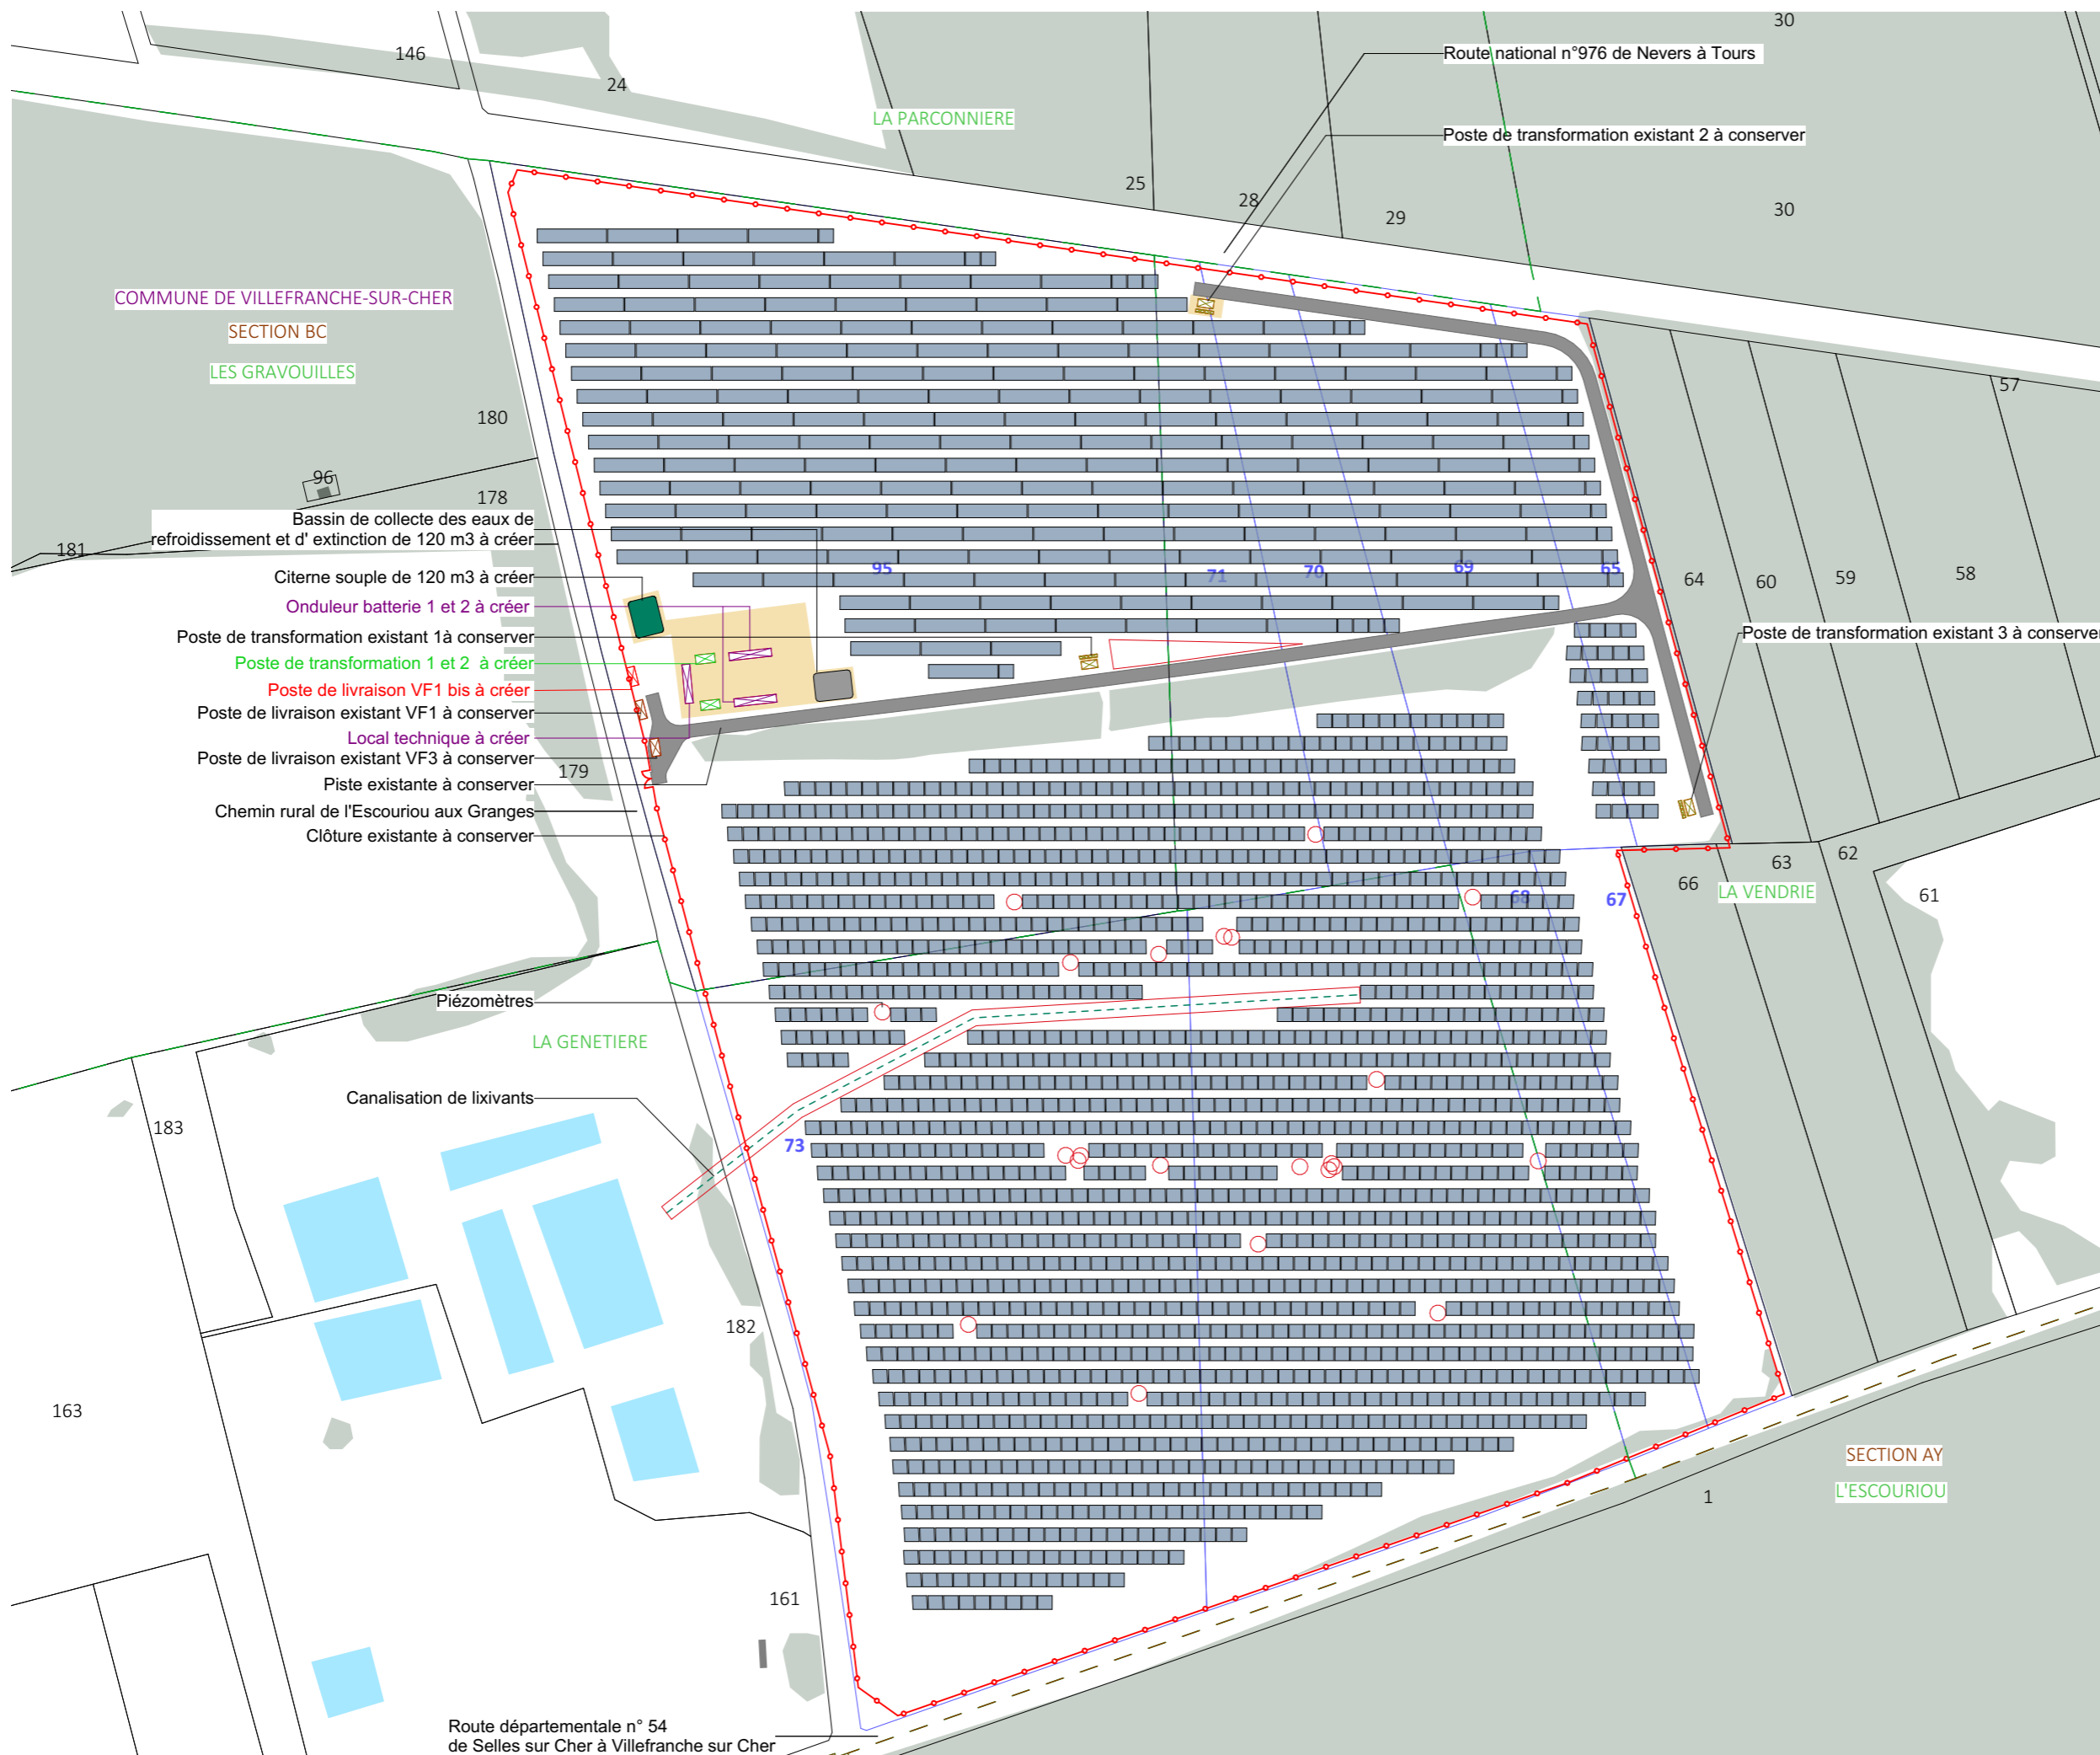 30
146
Route national n°976 de Nevers à Tours
24
LA PARCONNIERE
Poste de transformation existant 2 à conserver
25
28
29
30
COMMUNE DE VILLEFRANCHE-SUR-CHER
SECTION BC
LES GRAVOUILLES
57
180
96
178
Bassin de collecte des eaux de
refroidissement et d' extinction de 120 m3 à créer
181
95
71
70
69
65
64
60
59
58
Citerne souple de 120 m3 à créer
Onduleur batterie 1 et 2 à créer
Poste de transformation existant 1à conserver
Poste de transformation existant 3 à conserver
Poste de transformation 1 et 2  à créer
Poste de livraison VF1 bis à créer
Poste de livraison existant VF1 à conserver
Local technique à créer
Poste de livraison existant VF3 à conserver
179
Piste existante à conserver
Chemin rural de l'Escouriou aux Granges
Clôture existante à conserver
63
62
66
LA VENDRIE
61
68
67
Piézomètres
LA GENETIERE
Canalisation de lixivants
183
73
182
163
SECTION AY
L'ESCOURIOU
1
161
Route départementale n° 54
de Selles sur Cher à Villefranche sur Cher